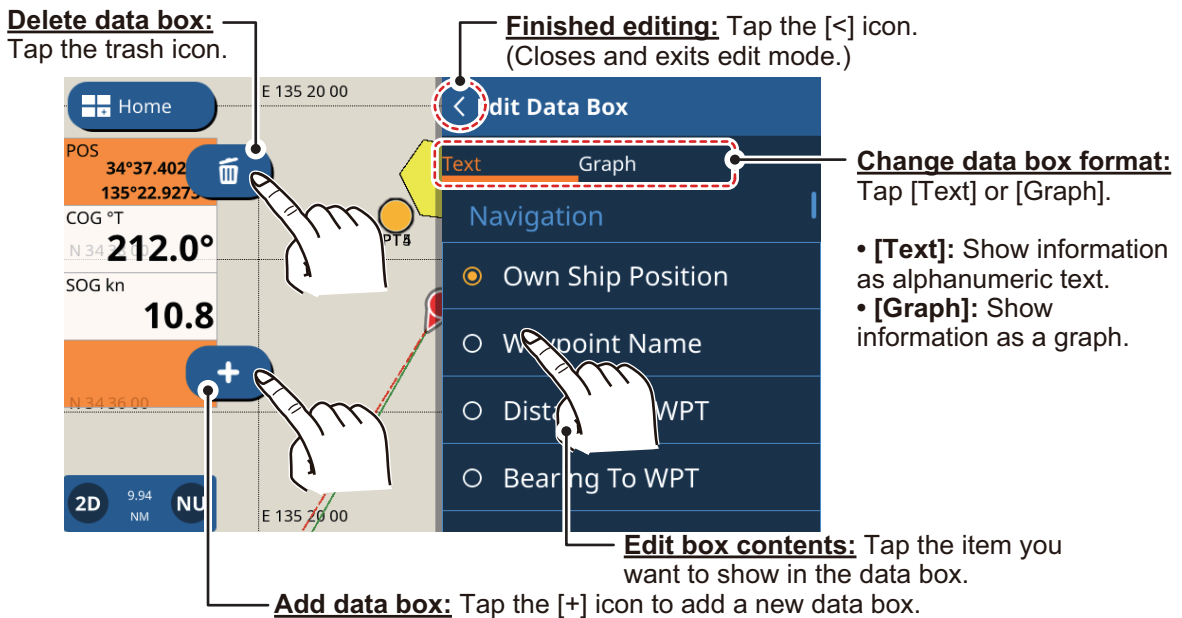 Delete data box:
Tap the trash icon.
Finished editing: Tap the [<] icon.
(Closes and exits edit mode.)
Home
E 135 20 00
< Edit Data Box
POS
34°37.402
135°22.927
Text
Graph
Change data box format:
Tap [Text] or [Graph].
• [Text]: Show information
as alphanumeric text.
• [Graph]: Show
information as a graph.
Navigation
COG °T
212.0°
N 34
SOG kn
10.8
Own Ship Position
Waypoint Name
WPT
Bearing To WPT
+
N 34 36 00
2D
9.94
NM
NU
E 135 20 00
Edit box contents: Tap the item you
want to show in the data box.
Add data box: Tap the [+] icon to add a new data box.